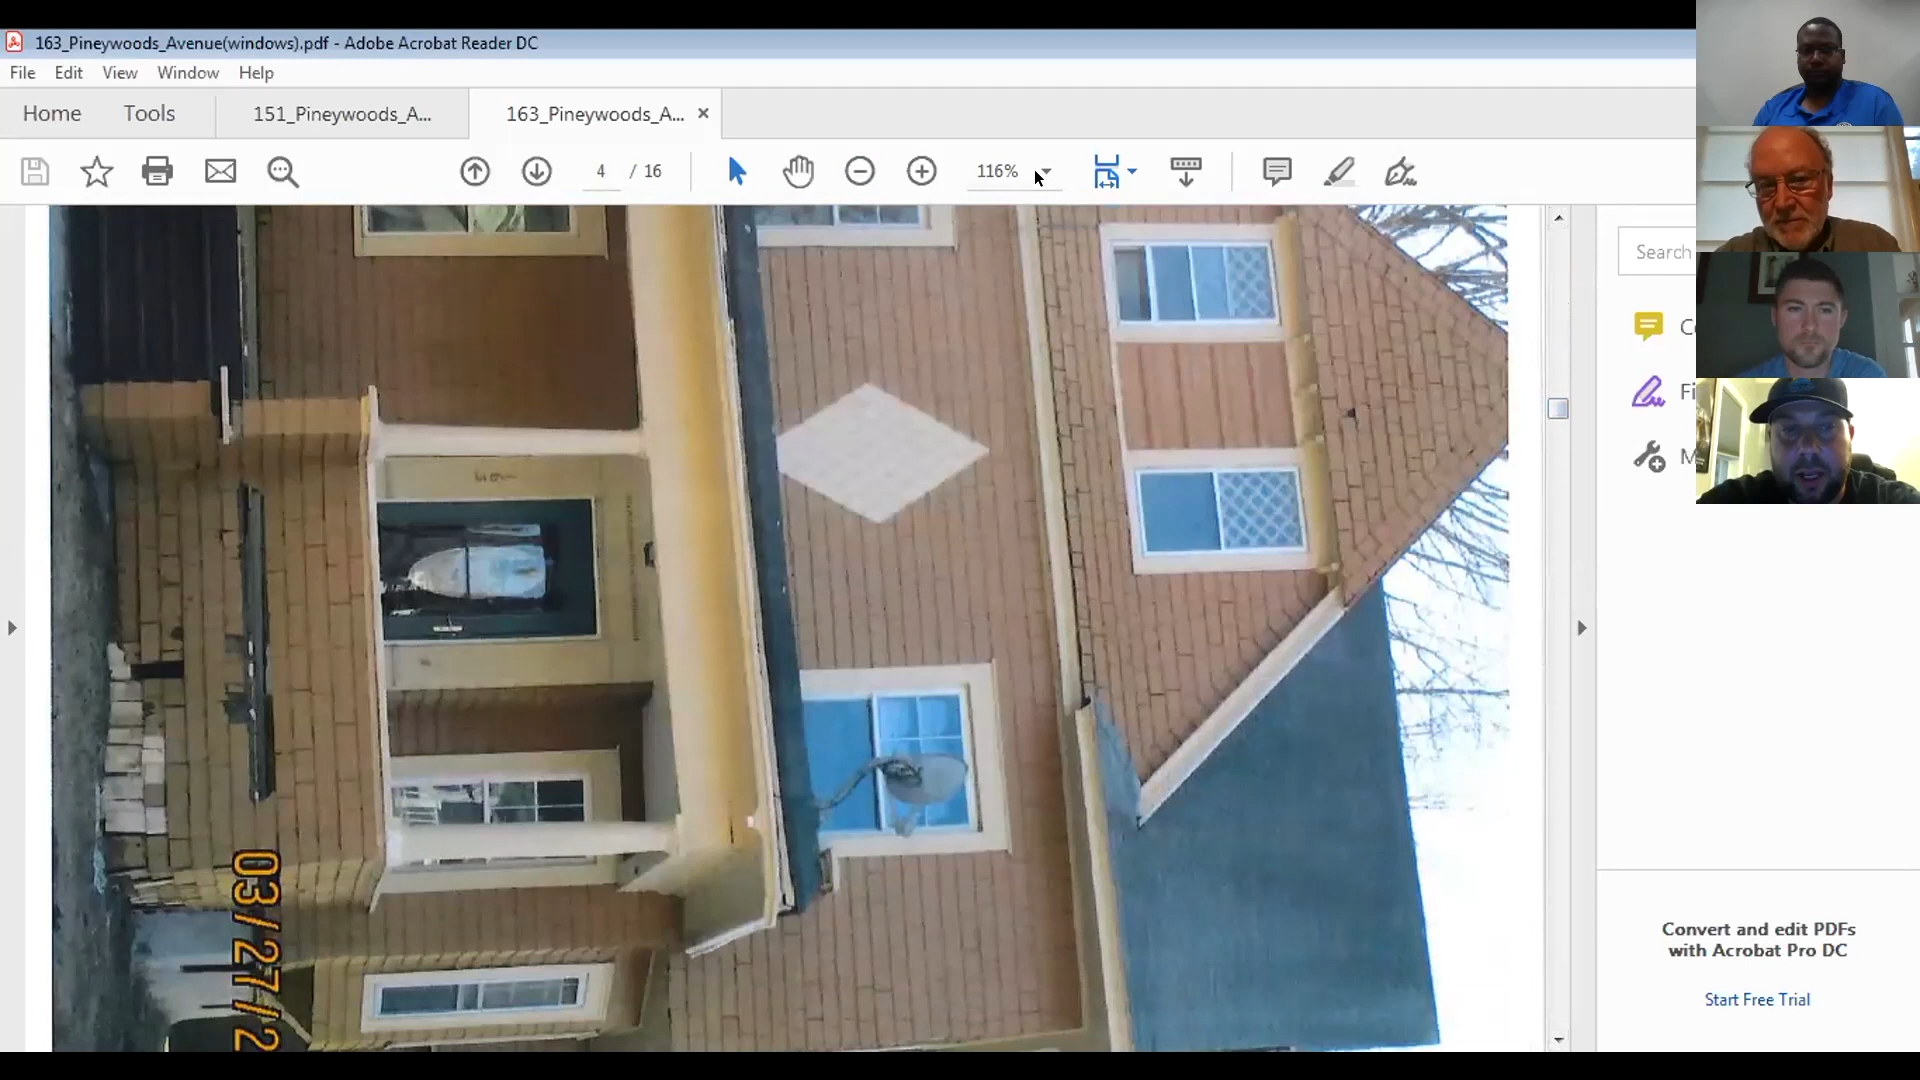 163_Pineywoods_Avenue(windows).pdf - Adobe Acrobat Reader DC
File Edit View Window Help
Home Tools 151_Pineywoods_A... 163_Pineywoods_A...
4 / 16 116%
Search
03/27/2
Convert and edit PDFs
with Acrobat Pro DC
Start Free Trial